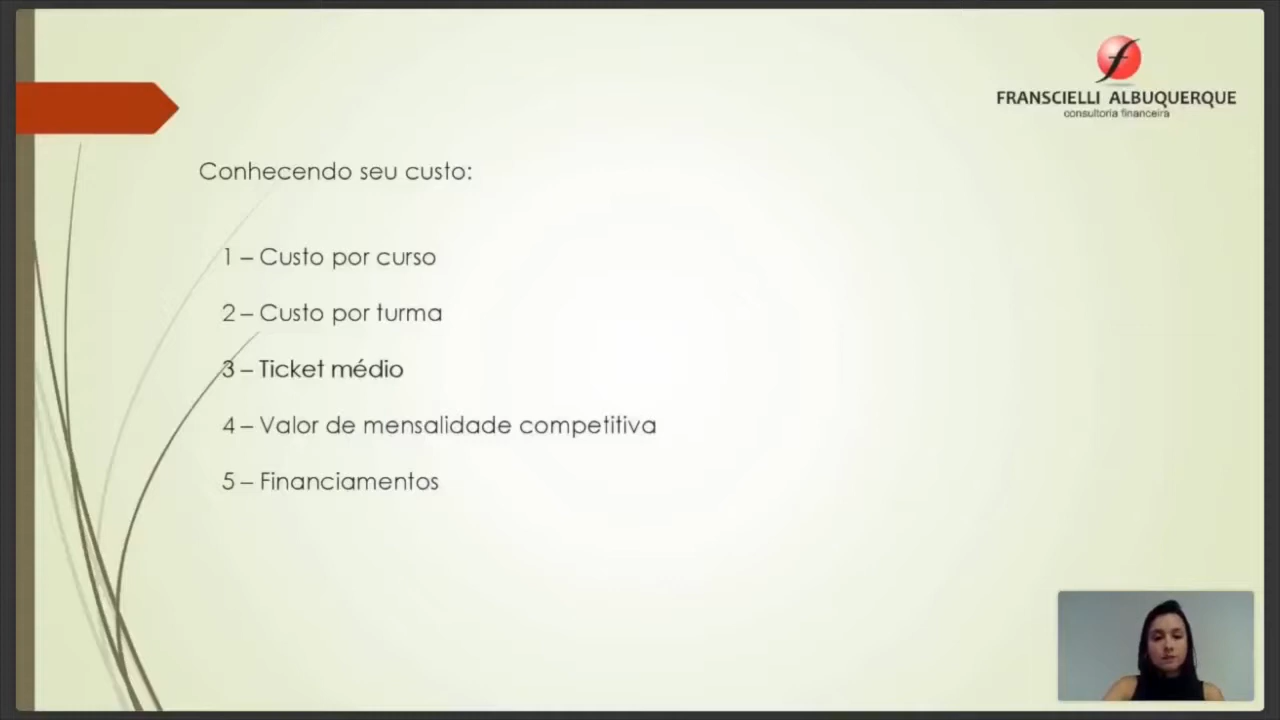 FRANSCIELLI ALBUQUERQUE
consultoria financeira
Conhecendo seu custo:
1 – Custo por curso
2 – Custo por turma
3 – Ticket médio
4 – Valor de mensalidade competitiva
5 – Financiamentos